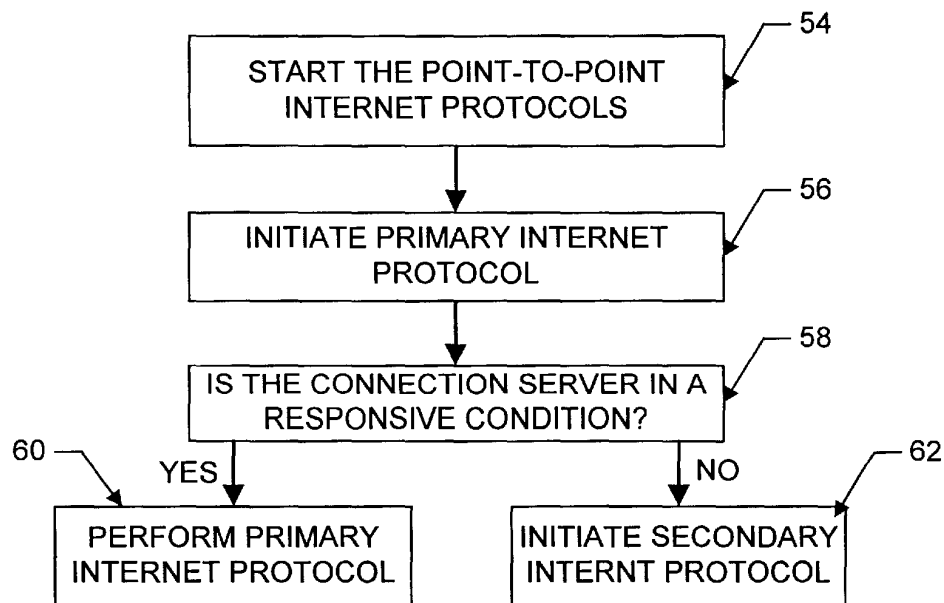 54
START THE POINT-TO-POINT
INTERNET PROTOCOLS
56
INITIATE PRIMARY INTERNET
PROTOCOL
58
IS THE CONNECTION SERVER IN A
RESPONSIVE CONDITION?
60
YES
NO
62
PERFORM PRIMARY
INTERNET PROTOCOL
INITIATE SECONDARY
INTERNT PROTOCOL